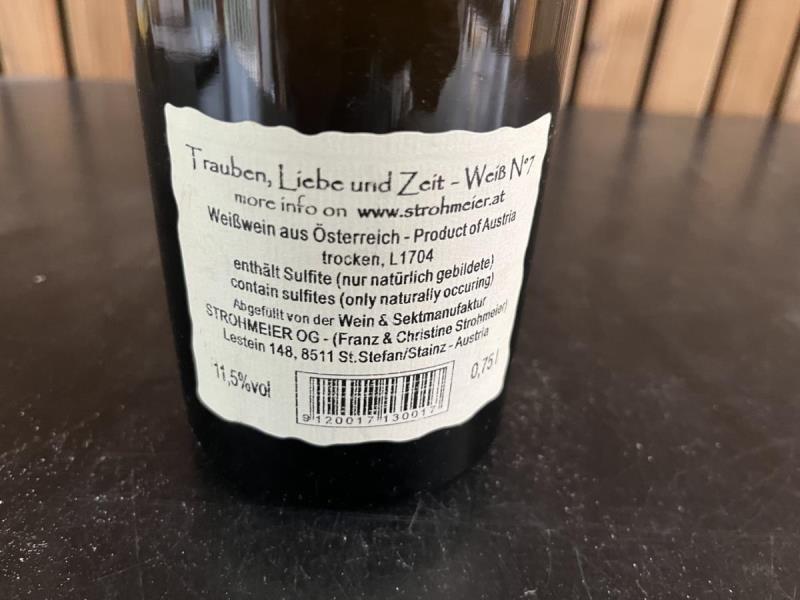 Trauben, Liebe und Zeit - Weiß N°7
more info on www.strohmeier.at
Weißwein aus Österreich - Product of Austria
trocken, L1704
enthält Sulfite (nur natürlich gebildete)
contain sulfites (only naturally occuring)
Abgefüllt von der Wein & Sektmanufaktur
STROHMEIER OG - (Franz & Christine Strohmeier)
Lestein 148, 8511 St.Stefan/Stainz - Austria
11,5%vol
0,75 l
9 120017 130017